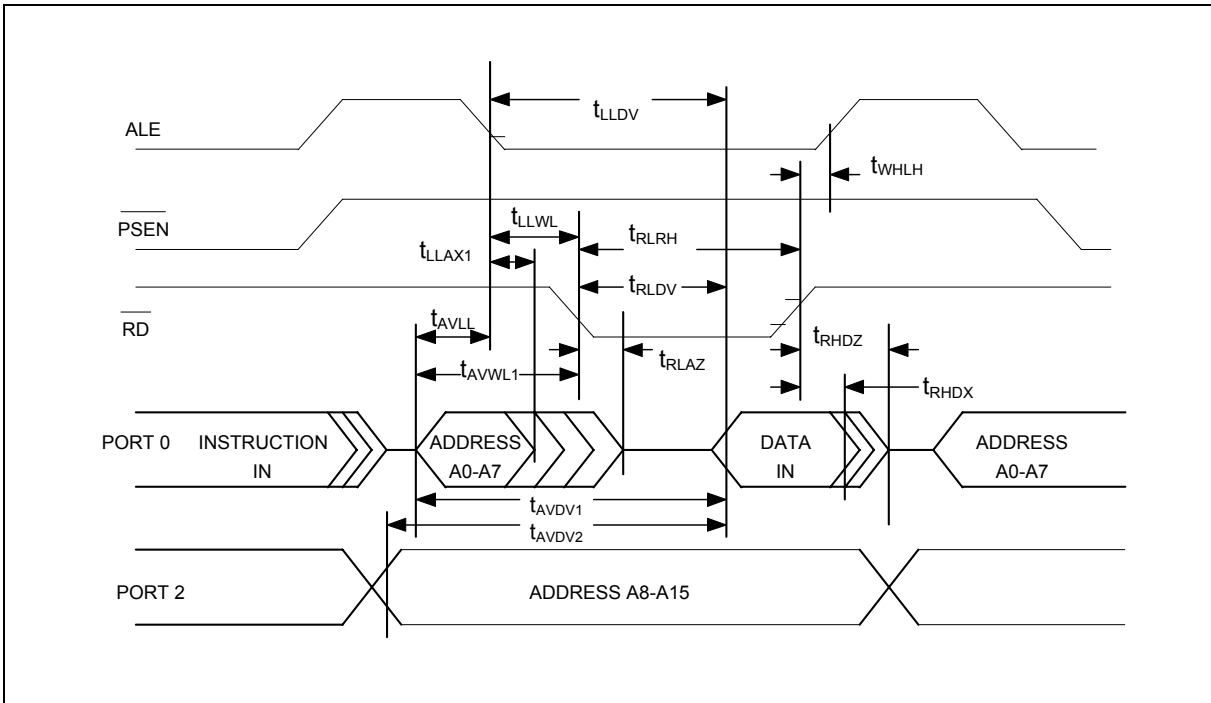 ALE
tLLDV
tWHLH
PSEN
tLLWL
tLLAX1
tRLRH
tRLDV
RD
tAVLL
tRLAZ
tRHDZ
tAVWL1
tRHDX
PORT 0
INSTRUCTION
IN
ADDRESS
A0-A7
DATA
IN
ADDRESS
A0-A7
tAVDV1
tAVDV2
PORT 2
ADDRESS A8-A15